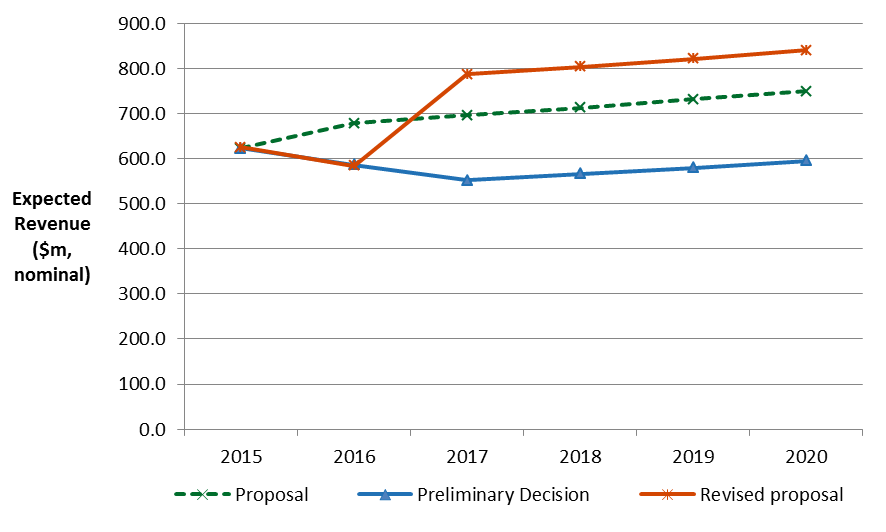 900.0
800.0
700.0
600.0
500.0
400.0
300.0
200.0
100.0
0.0
Expected
Revenue
($m,
nominal)
2015 2016 2017 2018 2019 2020
Proposal Preliminary Decision Revised proposal